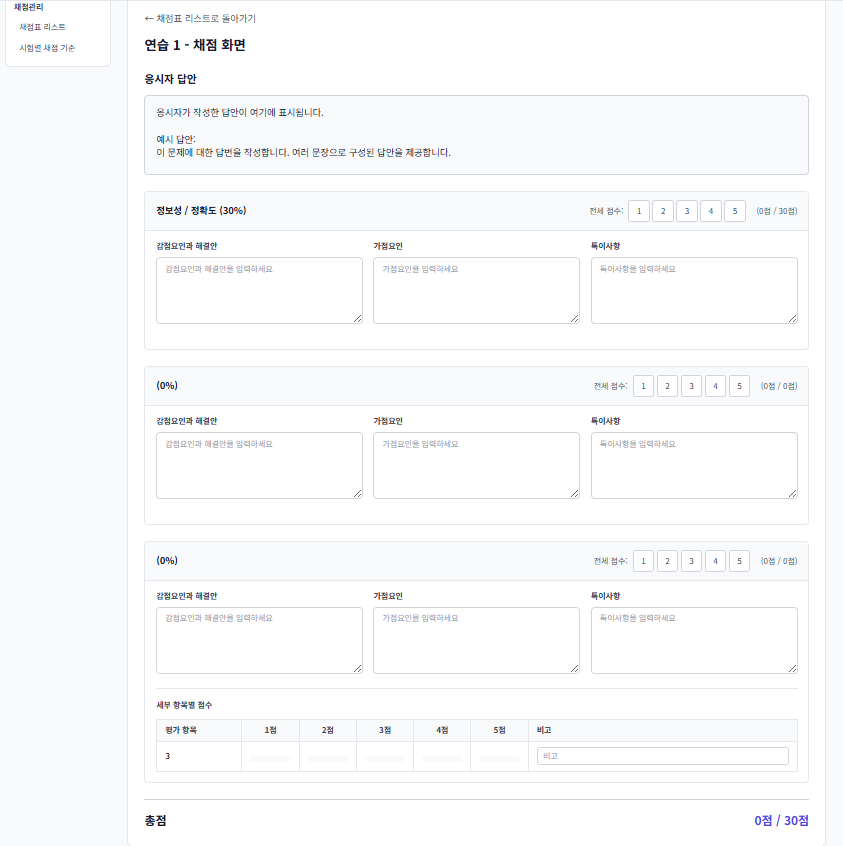 채점관리
채점표 리스트
시험별 채점 기준
← 채점표 리스트로 돌아가기
연습 1 - 채점 화면
응시자 답안
응시자가 작성한 답안이 여기에 표시됩니다.
예시 답안:
이 문제에 대한 답변을 작성합니다. 여러 문장으로 구성된 답안을 제공합니다.
정보성 / 정확도 (30%) 전체 점수: 1 2 3 4 5 (0점 / 30점)
감점요인과 해결안 가점요인 특이사항
감점요인과 해결안을 입력하세요 가점요인을 입력하세요 특이사항을 입력하세요
(0%) 전체 점수: 1 2 3 4 5 (0점 / 0점)
감점요인과 해결안 가점요인 특이사항
감점요인과 해결안을 입력하세요 가점요인을 입력하세요 특이사항을 입력하세요
(0%) 전체 점수: 1 2 3 4 5 (0점 / 0점)
감점요인과 해결안 가점요인 특이사항
감점요인과 해결안을 입력하세요 가점요인을 입력하세요 특이사항을 입력하세요
세부 항목별 점수
평가 항목 1점 2점 3점 4점 5점 비고
3 비고
총점 0점 / 30점